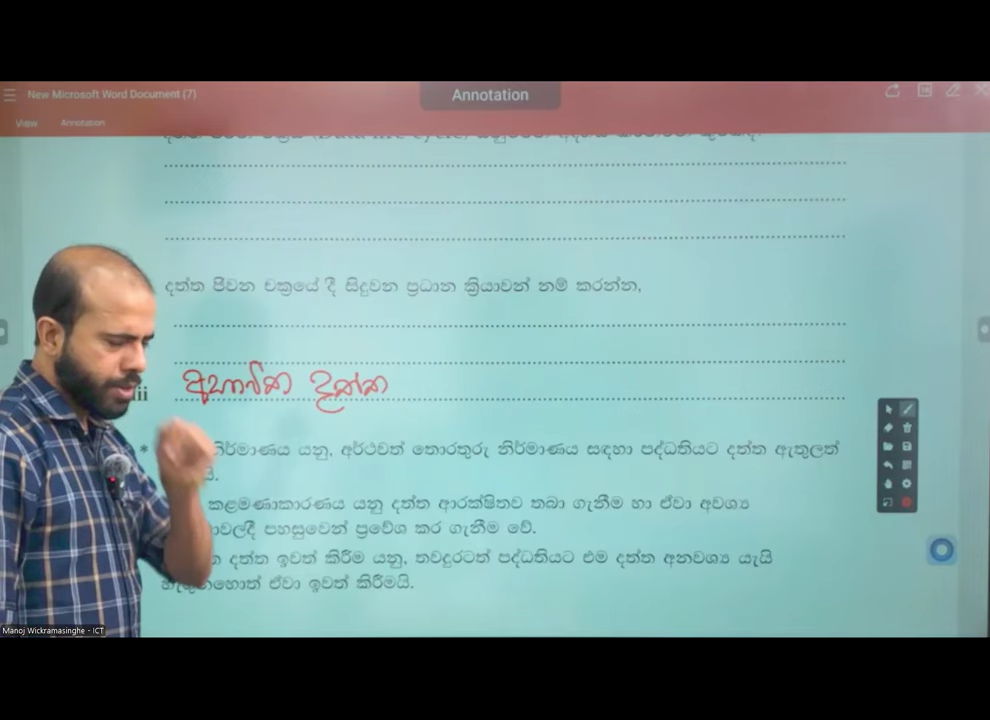 New Microsoft Word Document (7)
Annotation
View
Annotation
දත්ත ජීවන චක්‍රයේ දී සිදුවන ප්‍රධාන ක්‍රියාවන් නම් කරන්න,
iii
දත්ත
* නිර්මාණය යනු, අර්ථවත් තොරතුරු නිර්මාණය සඳහා පද්ධතියට දත්ත ඇතුලත්
යි.
කළමණාකාරණය යනු දත්ත ආරක්ෂිතව තබා ගැනීම හා ඒවා අවශ්‍ය
වලදී පහසුවෙන් ප්‍රවේශ කර ගැනීම වේ.
ත දත්ත ඉවත් කිරීම යනු, තවදුරටත් පද්ධතියට එම දත්ත අනවශ්‍ය යැයි
ඒවා ඉවත් කිරීමයි.
Manoj Wickramasinghe - ICT